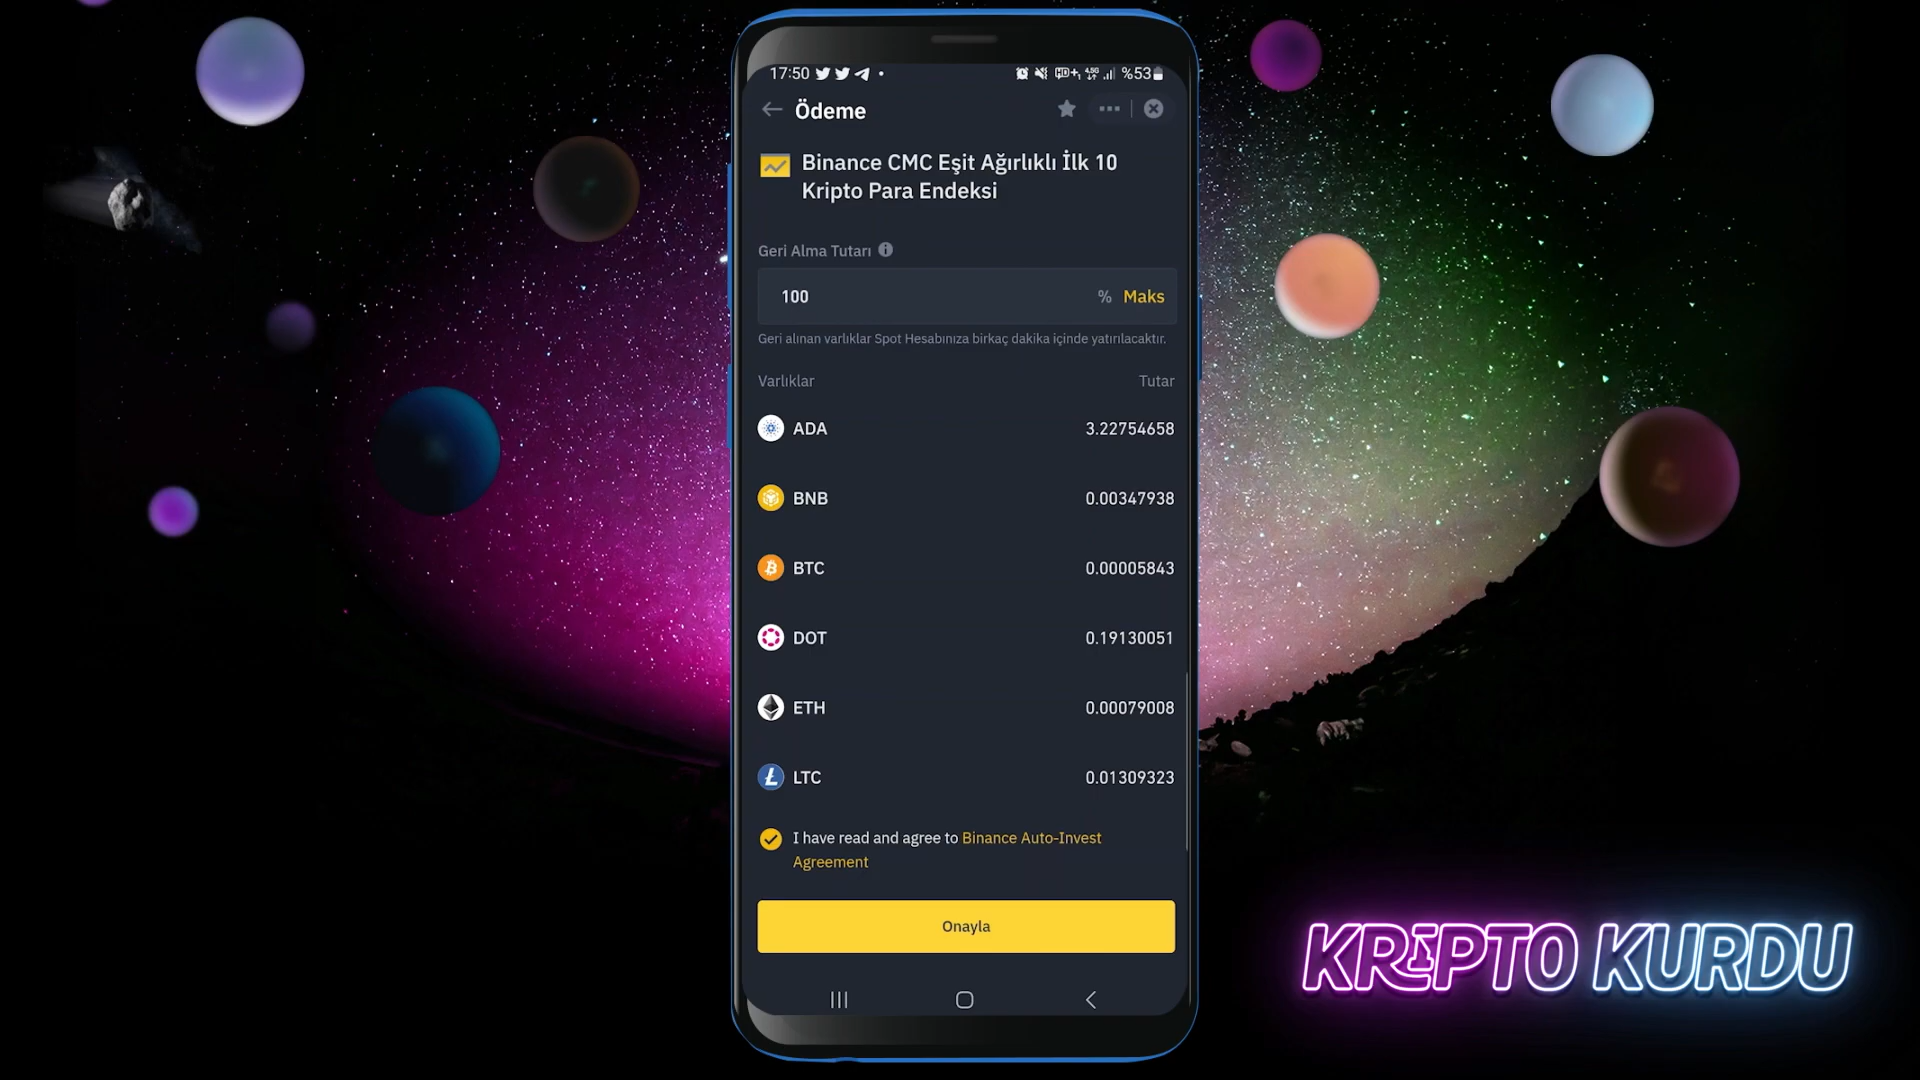 17:50 %53
Ödeme
Binance CMC Eşit Ağırlıklı İlk 10
Kripto Para Endeksi
Geri Alma Tutarı
100 % Maks
Geri alınan varlıklar Spot Hesabınıza birkaç dakika içinde yatırılacaktır.
Varlıklar Tutar
ADA 3.22754658
BNB 0.00347938
BTC 0.00005843
DOT 0.19130051
ETH 0.00079008
LTC 0.01309323
I have read and agree to Binance Auto-Invest
Agreement
Onayla
KRİPTO KURDU